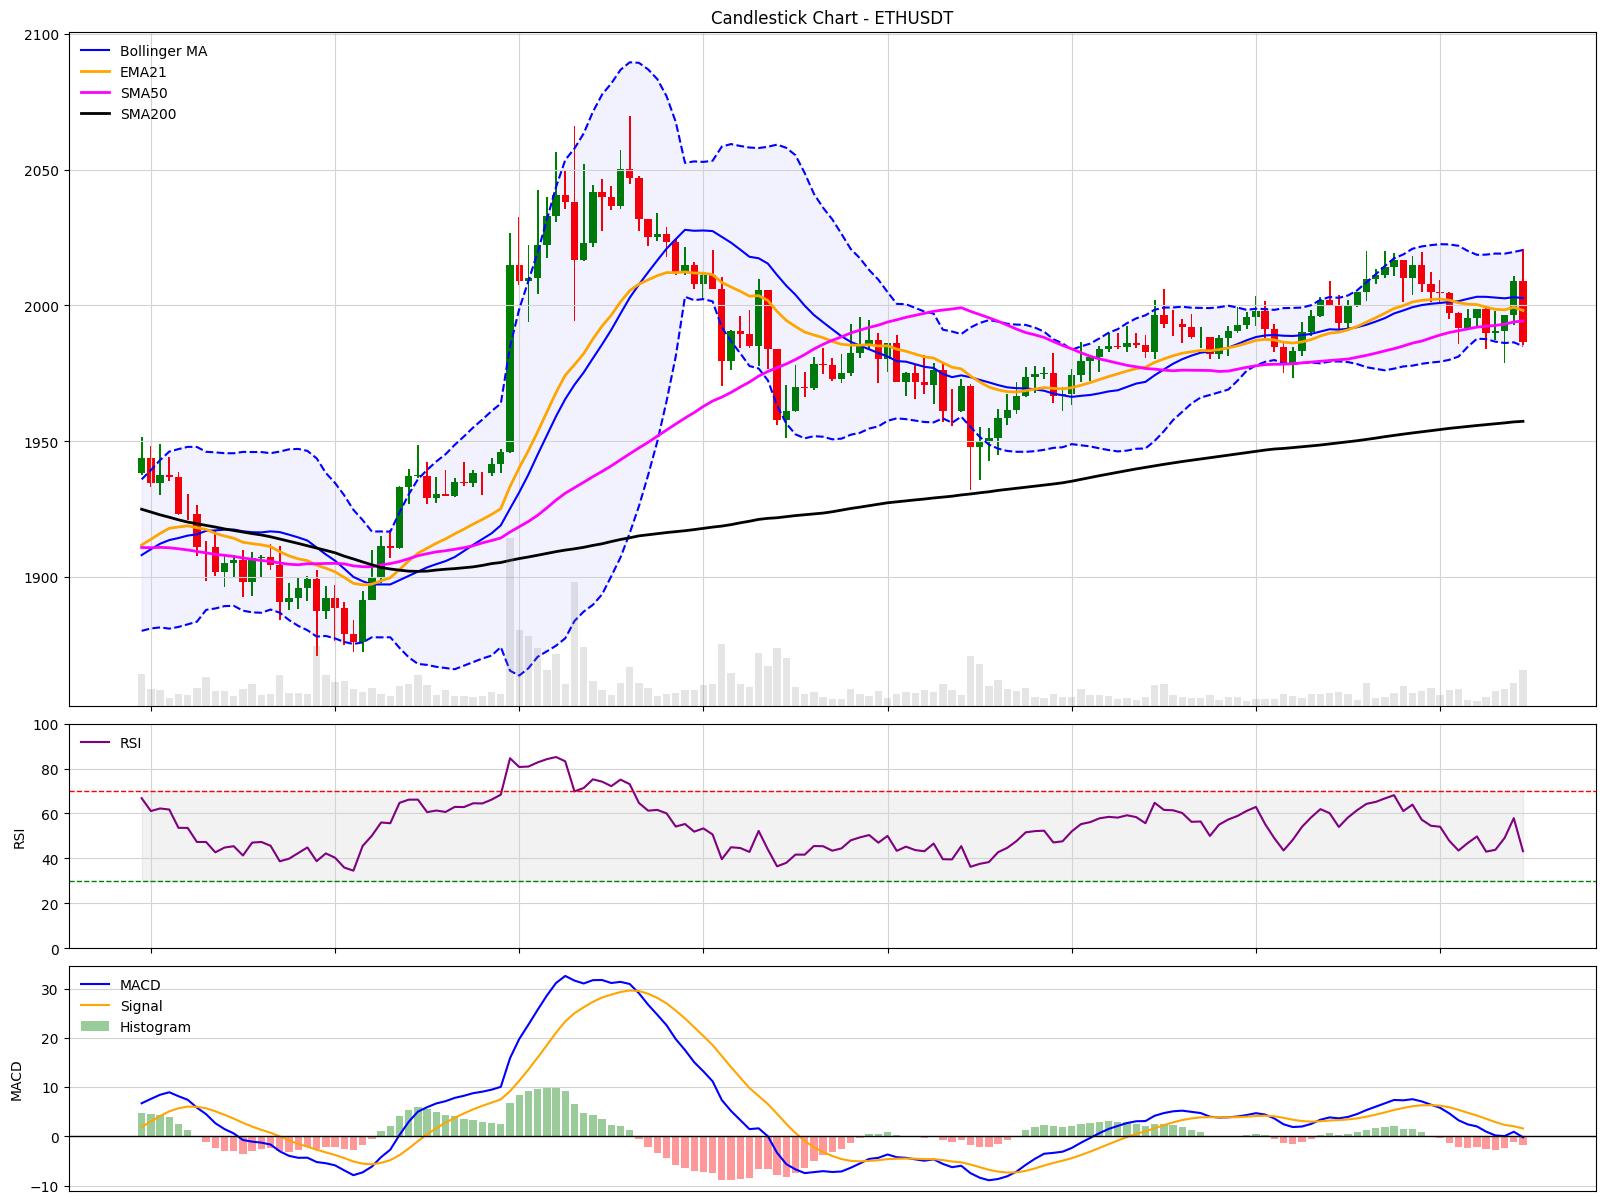 Candlestick Chart - ETHUSDT
2100
Bollinger MA
EMA21
SMA50
SMA200
2050
2000
1950
1900
100
RSI
80
60
RSI
40
20
0
MACD
30
Signal
Histogram
20
MACD
10
0
−10